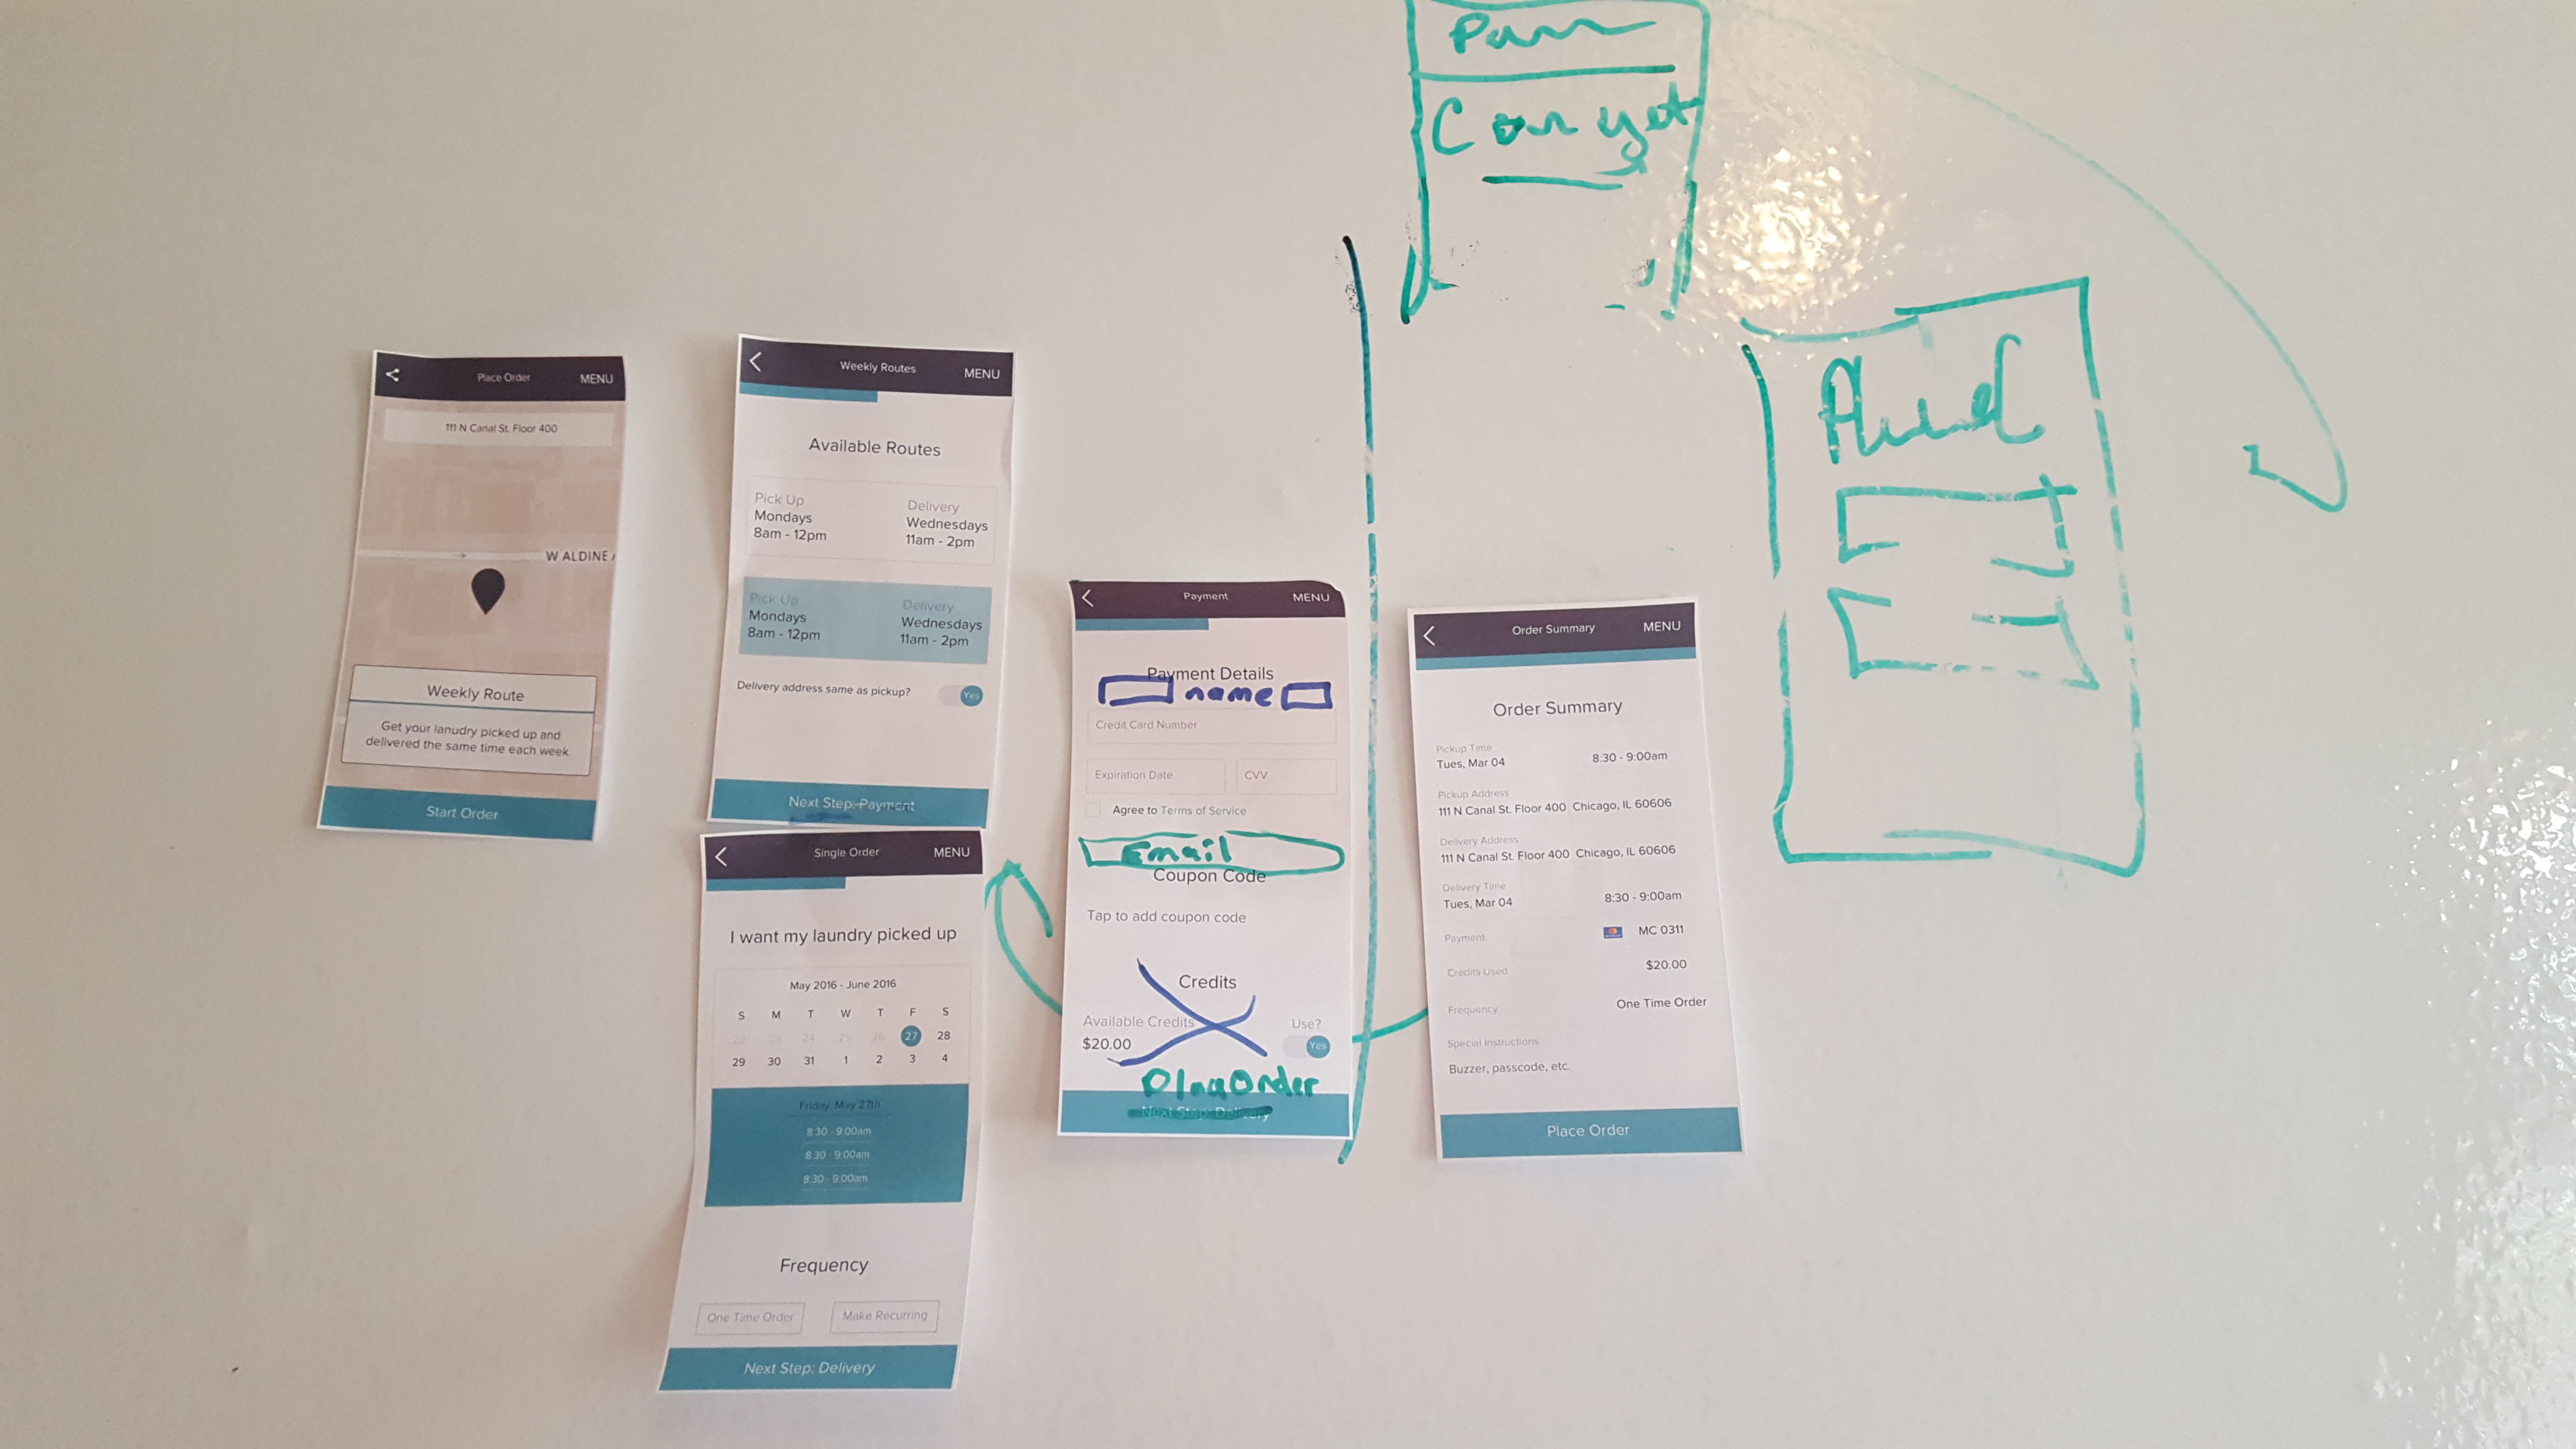 Place Order MENU
111 N Canal St. Floor 400
W ALDINE
Weekly Route
Get your lanudry picked up and
delivered the same time each week.
Start Order
Weekly Routes MENU
Available Routes
Pick Up Delivery
Mondays Wednesdays
8am - 12pm 11am - 2pm
Pick Up Delivery
Mondays Wednesdays
8am - 12pm 11am - 2pm
Delivery address same as pickup? Yes
Next Step: Payment
Single Order MENU
I want my laundry picked up
May 2016 - June 2016
S M T W T F S
22 23 24 25 26 27 28
29 30 31 1 2 3 4
Friday, May 27th
8:30 - 9:00am
8:30 - 9:00am
8:30 - 9:00am
Frequency
One Time Order Make Recurring
Next Step: Delivery
Payment MENU
Payment Details
name
Credit Card Number
Expiration Date CVV
Agree to Terms of Service
Email
Coupon Code
Tap to add coupon code
Credits
Available Credits Use?
$20.00 Yes
Place Order
Next Step: Delivery
Order Summary MENU
Order Summary
Pickup Time
Tues, Mar 04 8:30 - 9:00am
Pickup Address
111 N Canal St. Floor 400 Chicago, IL 60606
Delivery Address
111 N Canal St. Floor 400 Chicago, IL 60606
Delivery Time
Tues, Mar 04 8:30 - 9:00am
Payment MC 0311
Credits Used $20.00
Frequency One Time Order
Special Instructions
Buzzer, passcode, etc.
Place Order